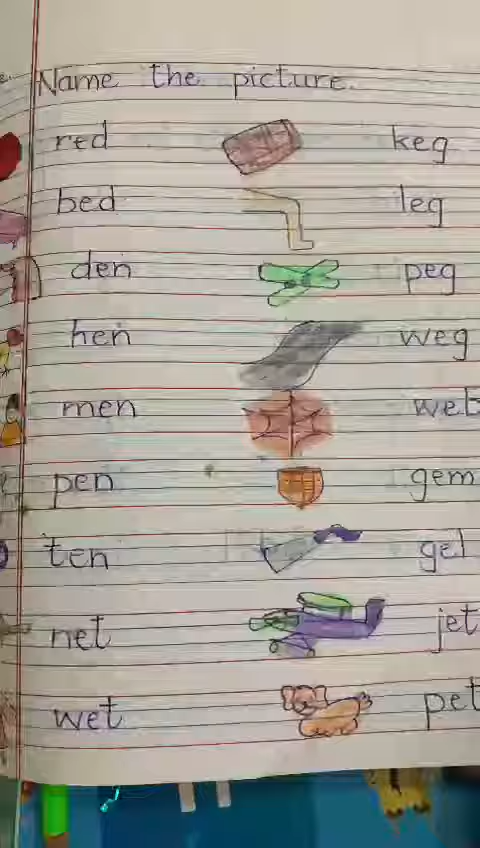 Name the picture.
red keg
bed leg
den peg
hen weg
men web
pen gem
ten gel
net jet
wet pet